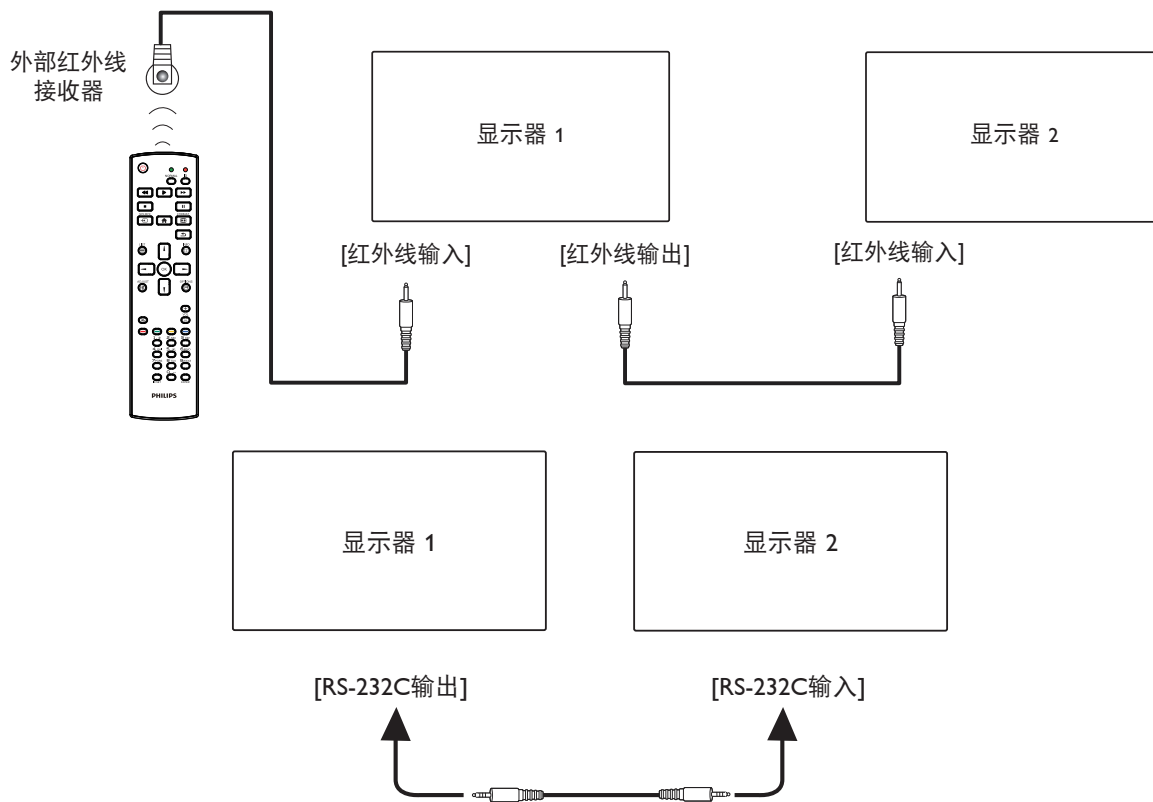 外部红外线
接收器
显示器 1
显示器 2
[红外线输入]
[红外线输出]
[红外线输入]
PHILIPS
显示器 1
显示器 2
[RS-232C输出]
[RS-232C输入]